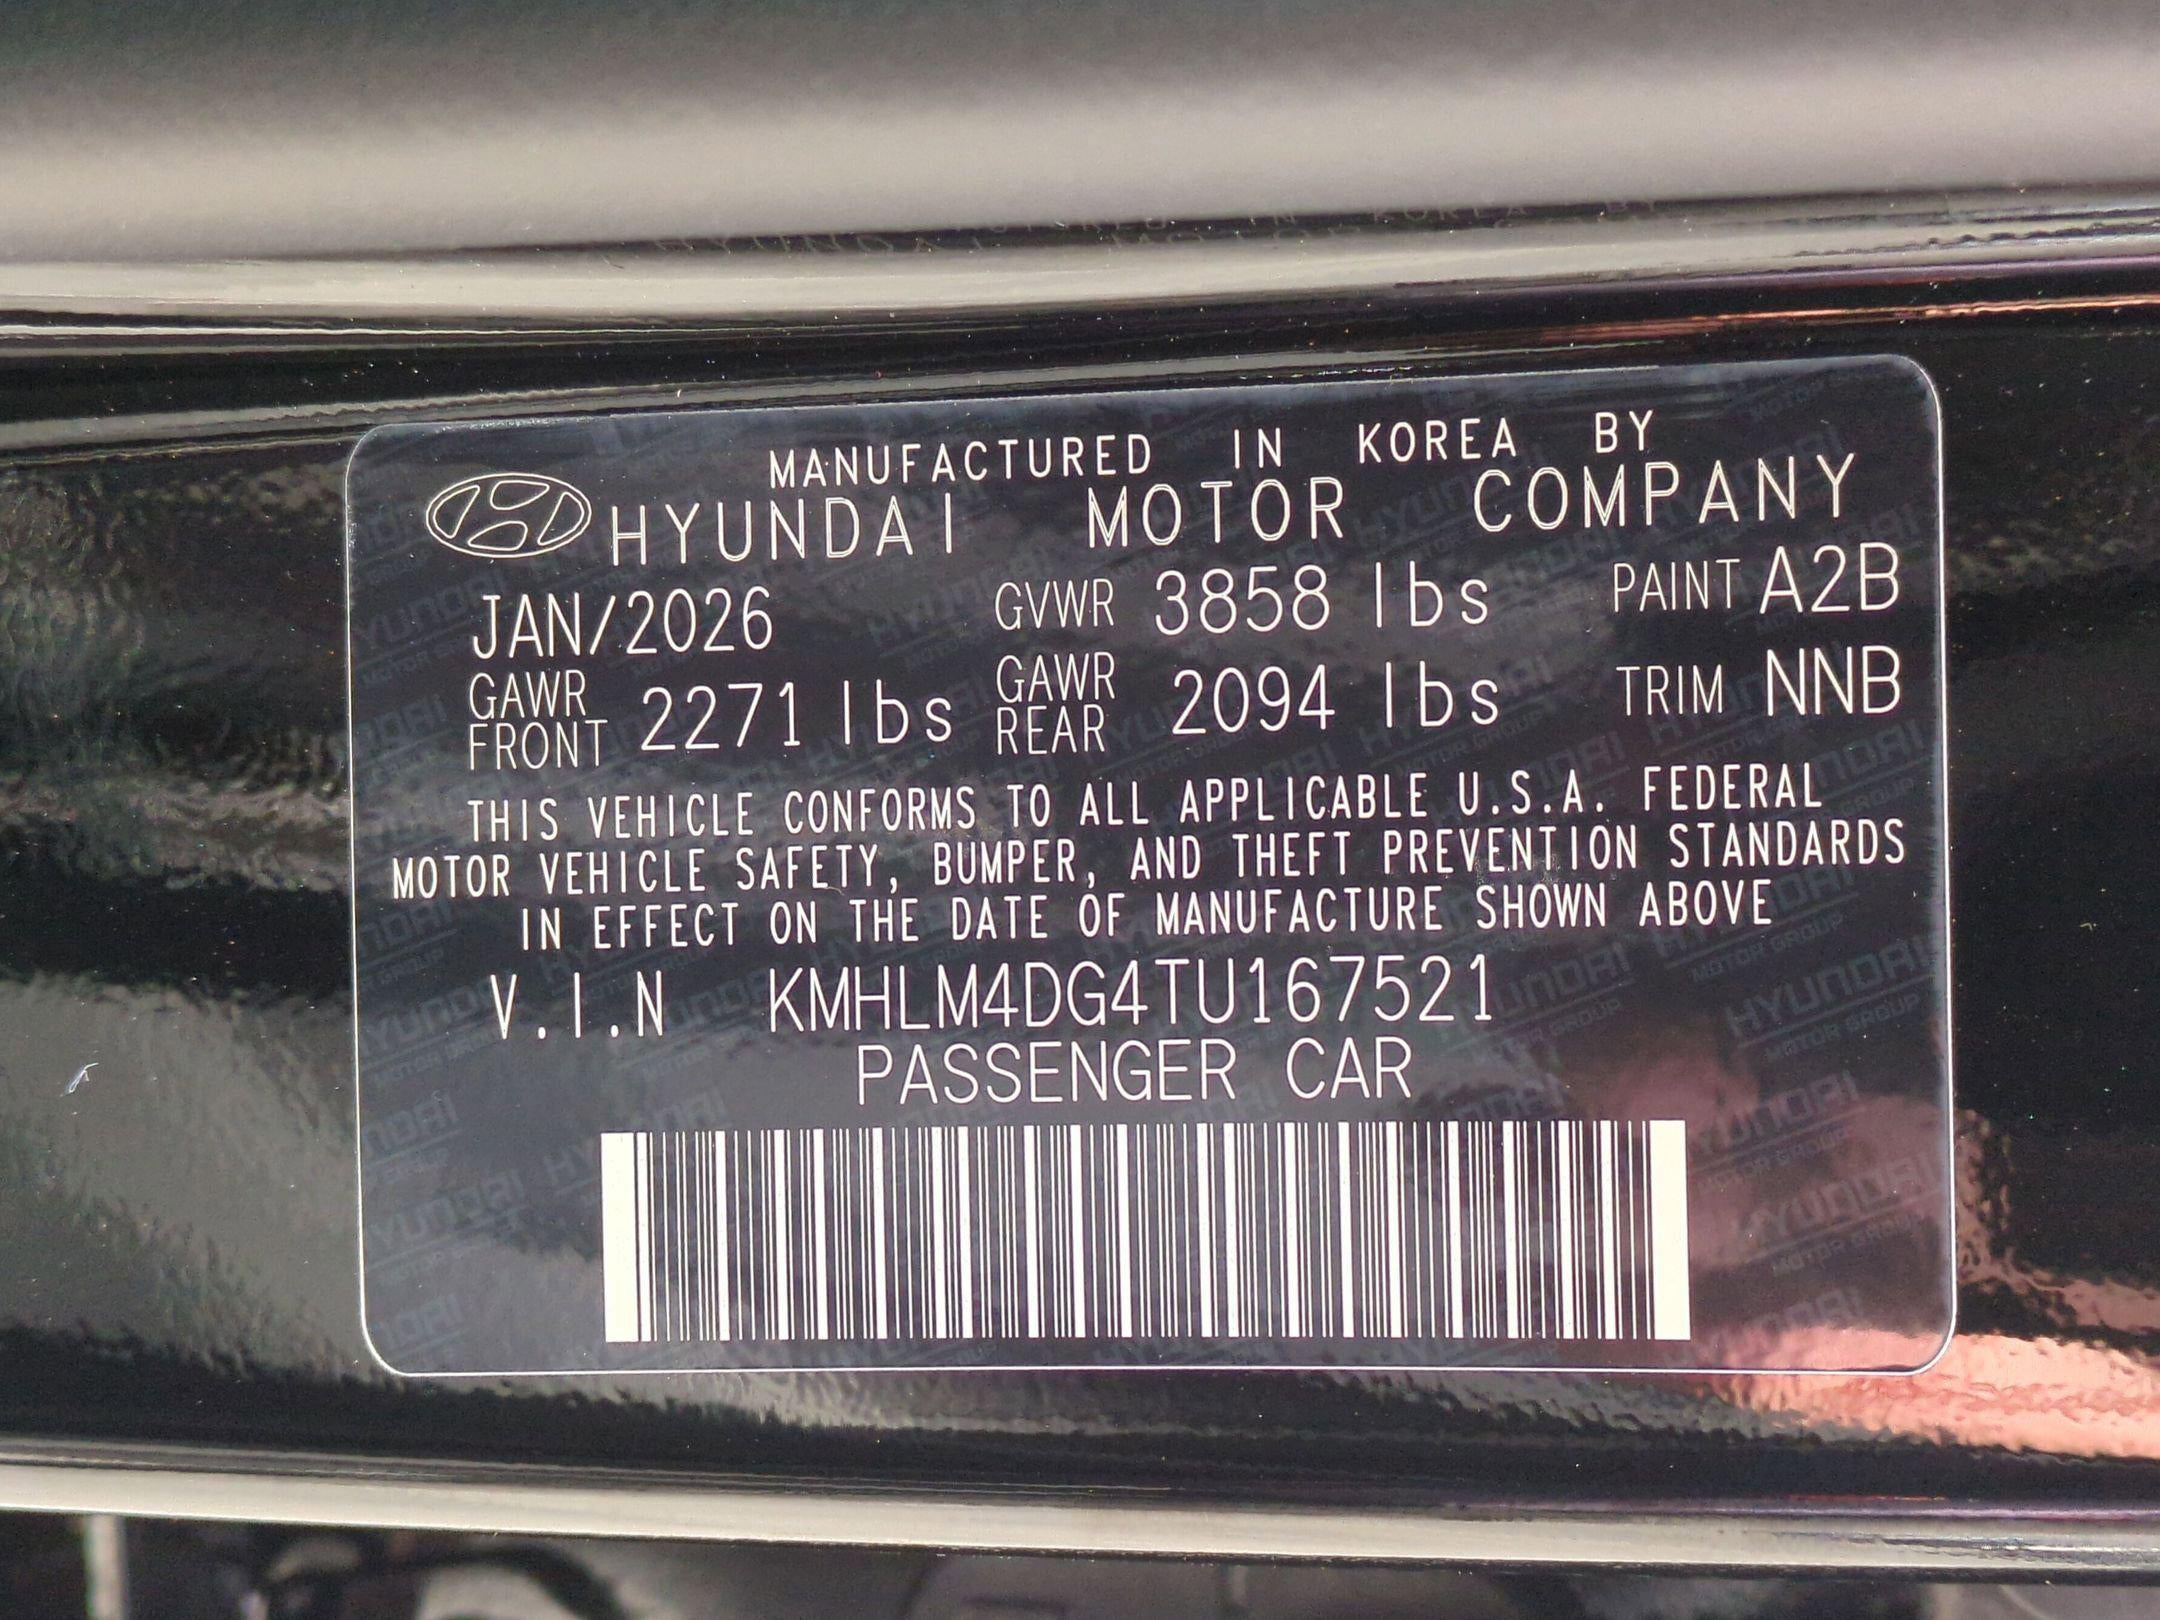 MANUFACTURED IN KOREA BY
HYUNDAI MOTOR COMPANY
JAN/2026 GVWR 3858 lbs PAINT A2B
GAWR FRONT 2271 lbs GAWR REAR 2094 lbs TRIM NNB
THIS VEHICLE CONFORMS TO ALL APPLICABLE U.S.A. FEDERAL
MOTOR VEHICLE SAFETY, BUMPER, AND THEFT PREVENTION STANDARDS
IN EFFECT ON THE DATE OF MANUFACTURE SHOWN ABOVE
V.I.N KMHLM4DG4TU167521
PASSENGER CAR